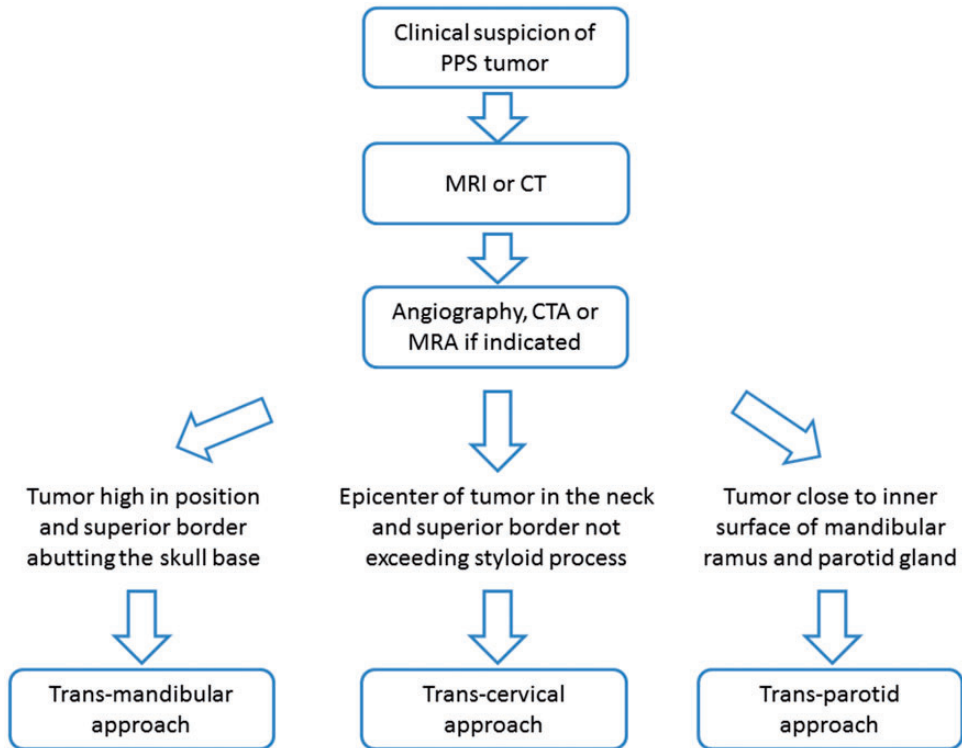 Clinical suspicion of
PPS tumor
MRI or CT
Angiography, CTA or
MRA if indicated
Tumor high in position
and superior border
abutting the skull base
Epicenter of tumor in the neck
and superior border not
exceeding styloid process
Tumor close to inner
surface of mandibular
ramus and parotid gland
Trans-mandibular
approach
Trans-cervical
approach
Trans-parotid
approach